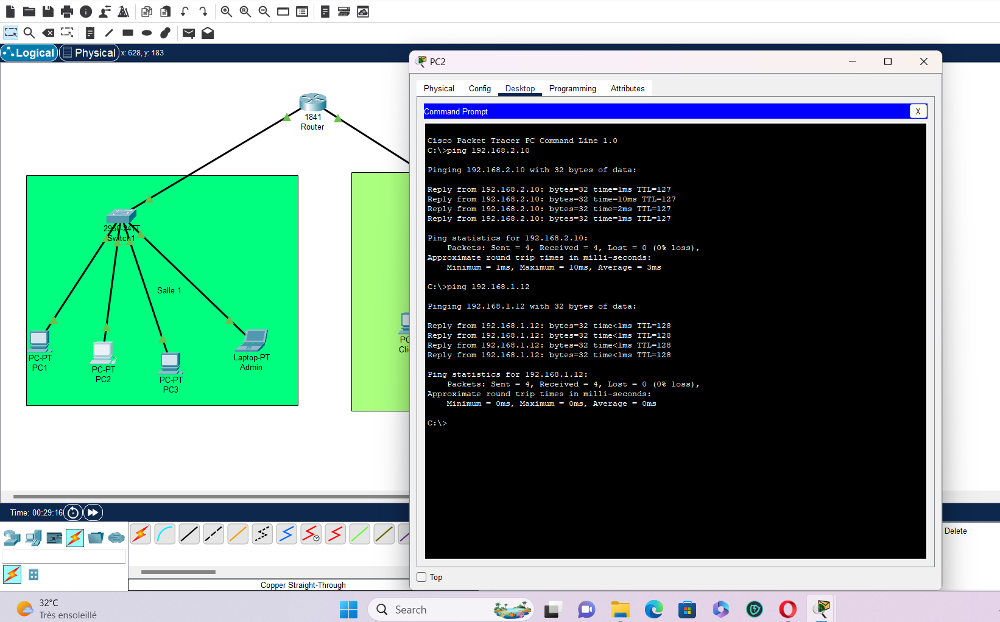 Logical
Physical
x: 628, y: 183
1841
Router
2960-24TT
Switch1
Salle 1
PC-PT
PC1
PC-PT
PC2
PC-PT
PC3
Laptop-PT
Admin
PC
Clie
PC2
Physical
Config
Desktop
Programming
Attributes
Command Prompt
X
Cisco Packet Tracer PC Command Line 1.0
C:\>ping 192.168.2.10
Pinging 192.168.2.10 with 32 bytes of data:
Reply from 192.168.2.10: bytes=32 time=1ms TTL=127
Reply from 192.168.2.10: bytes=32 time=10ms TTL=127
Reply from 192.168.2.10: bytes=32 time=2ms TTL=127
Reply from 192.168.2.10: bytes=32 time=1ms TTL=127
Ping statistics for 192.168.2.10:
Packets: Sent = 4, Received = 4, Lost = 0 (0% loss),
Approximate round trip times in milli-seconds:
Minimum = 1ms, Maximum = 10ms, Average = 3ms
C:\>ping 192.168.1.12
Pinging 192.168.1.12 with 32 bytes of data:
Reply from 192.168.1.12: bytes=32 time<1ms TTL=128
Reply from 192.168.1.12: bytes=32 time<1ms TTL=128
Reply from 192.168.1.12: bytes=32 time<1ms TTL=128
Reply from 192.168.1.12: bytes=32 time<1ms TTL=128
Ping statistics for 192.168.1.12:
Packets: Sent = 4, Received = 4, Lost = 0 (0% loss),
Approximate round trip times in milli-seconds:
Minimum = 0ms, Maximum = 0ms, Average = 0ms
C:\>
Top
Time: 00:29:16
Delete
Copper Straight-Through
32°C
Très ensoleillé
Search